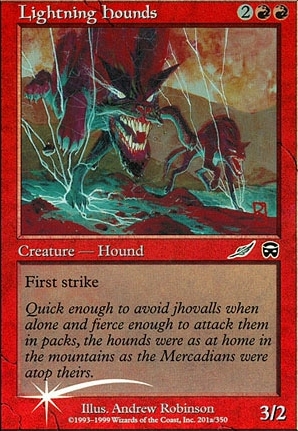 Lightning Hounds 2
Creature — Hound
First strike
Quick enough to avoid jhovalls when
alone and fierce enough to attack them
in packs, the hounds were as at home in
the mountains as the Mercadians were
atop theirs.
Illus. Andrew Robinson
©1993–1999 Wizards of the Coast, Inc. 201a/350
3/2